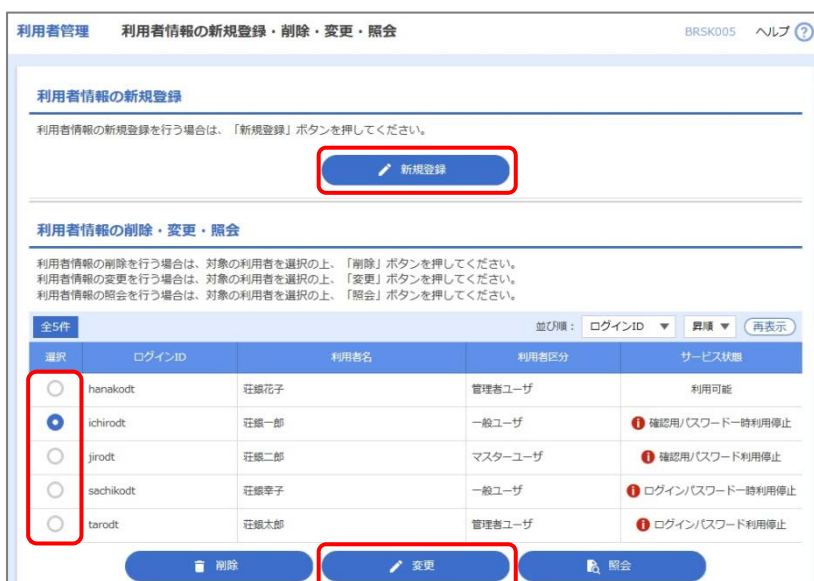 利用者管理 利用者情報の新規登録・削除・変更・照会 BRSK005 ヘルプ ?
利用者情報の新規登録
利用者情報の新規登録を行う場合は、「新規登録」ボタンを押してください。
新規登録
利用者情報の削除・変更・照会
利用者情報の削除を行う場合は、対象の利用者を選択の上、「削除」ボタンを押してください。
利用者情報の変更を行う場合は、対象の利用者を選択の上、「変更」ボタンを押してください。
利用者情報の照会を行う場合は、対象の利用者を選択の上、「照会」ボタンを押してください。
全5件 並び順： ログインID ▼ 昇順 ▼ 再表示
選択 ログインID 利用者名 利用者区分 サービス状態
hanakodt 荘銀花子 管理者ユーザ 利用可能
ichirodt 荘銀一郎 一般ユーザ 確認用パスワード一時利用停止
jirodt 荘銀二郎 マスターユーザ 確認用パスワード利用停止
sachikodt 荘銀幸子 一般ユーザ ログインパスワード一時利用停止
tarodt 荘銀太郎 管理者ユーザ ログインパスワード利用停止
削除 変更 照会